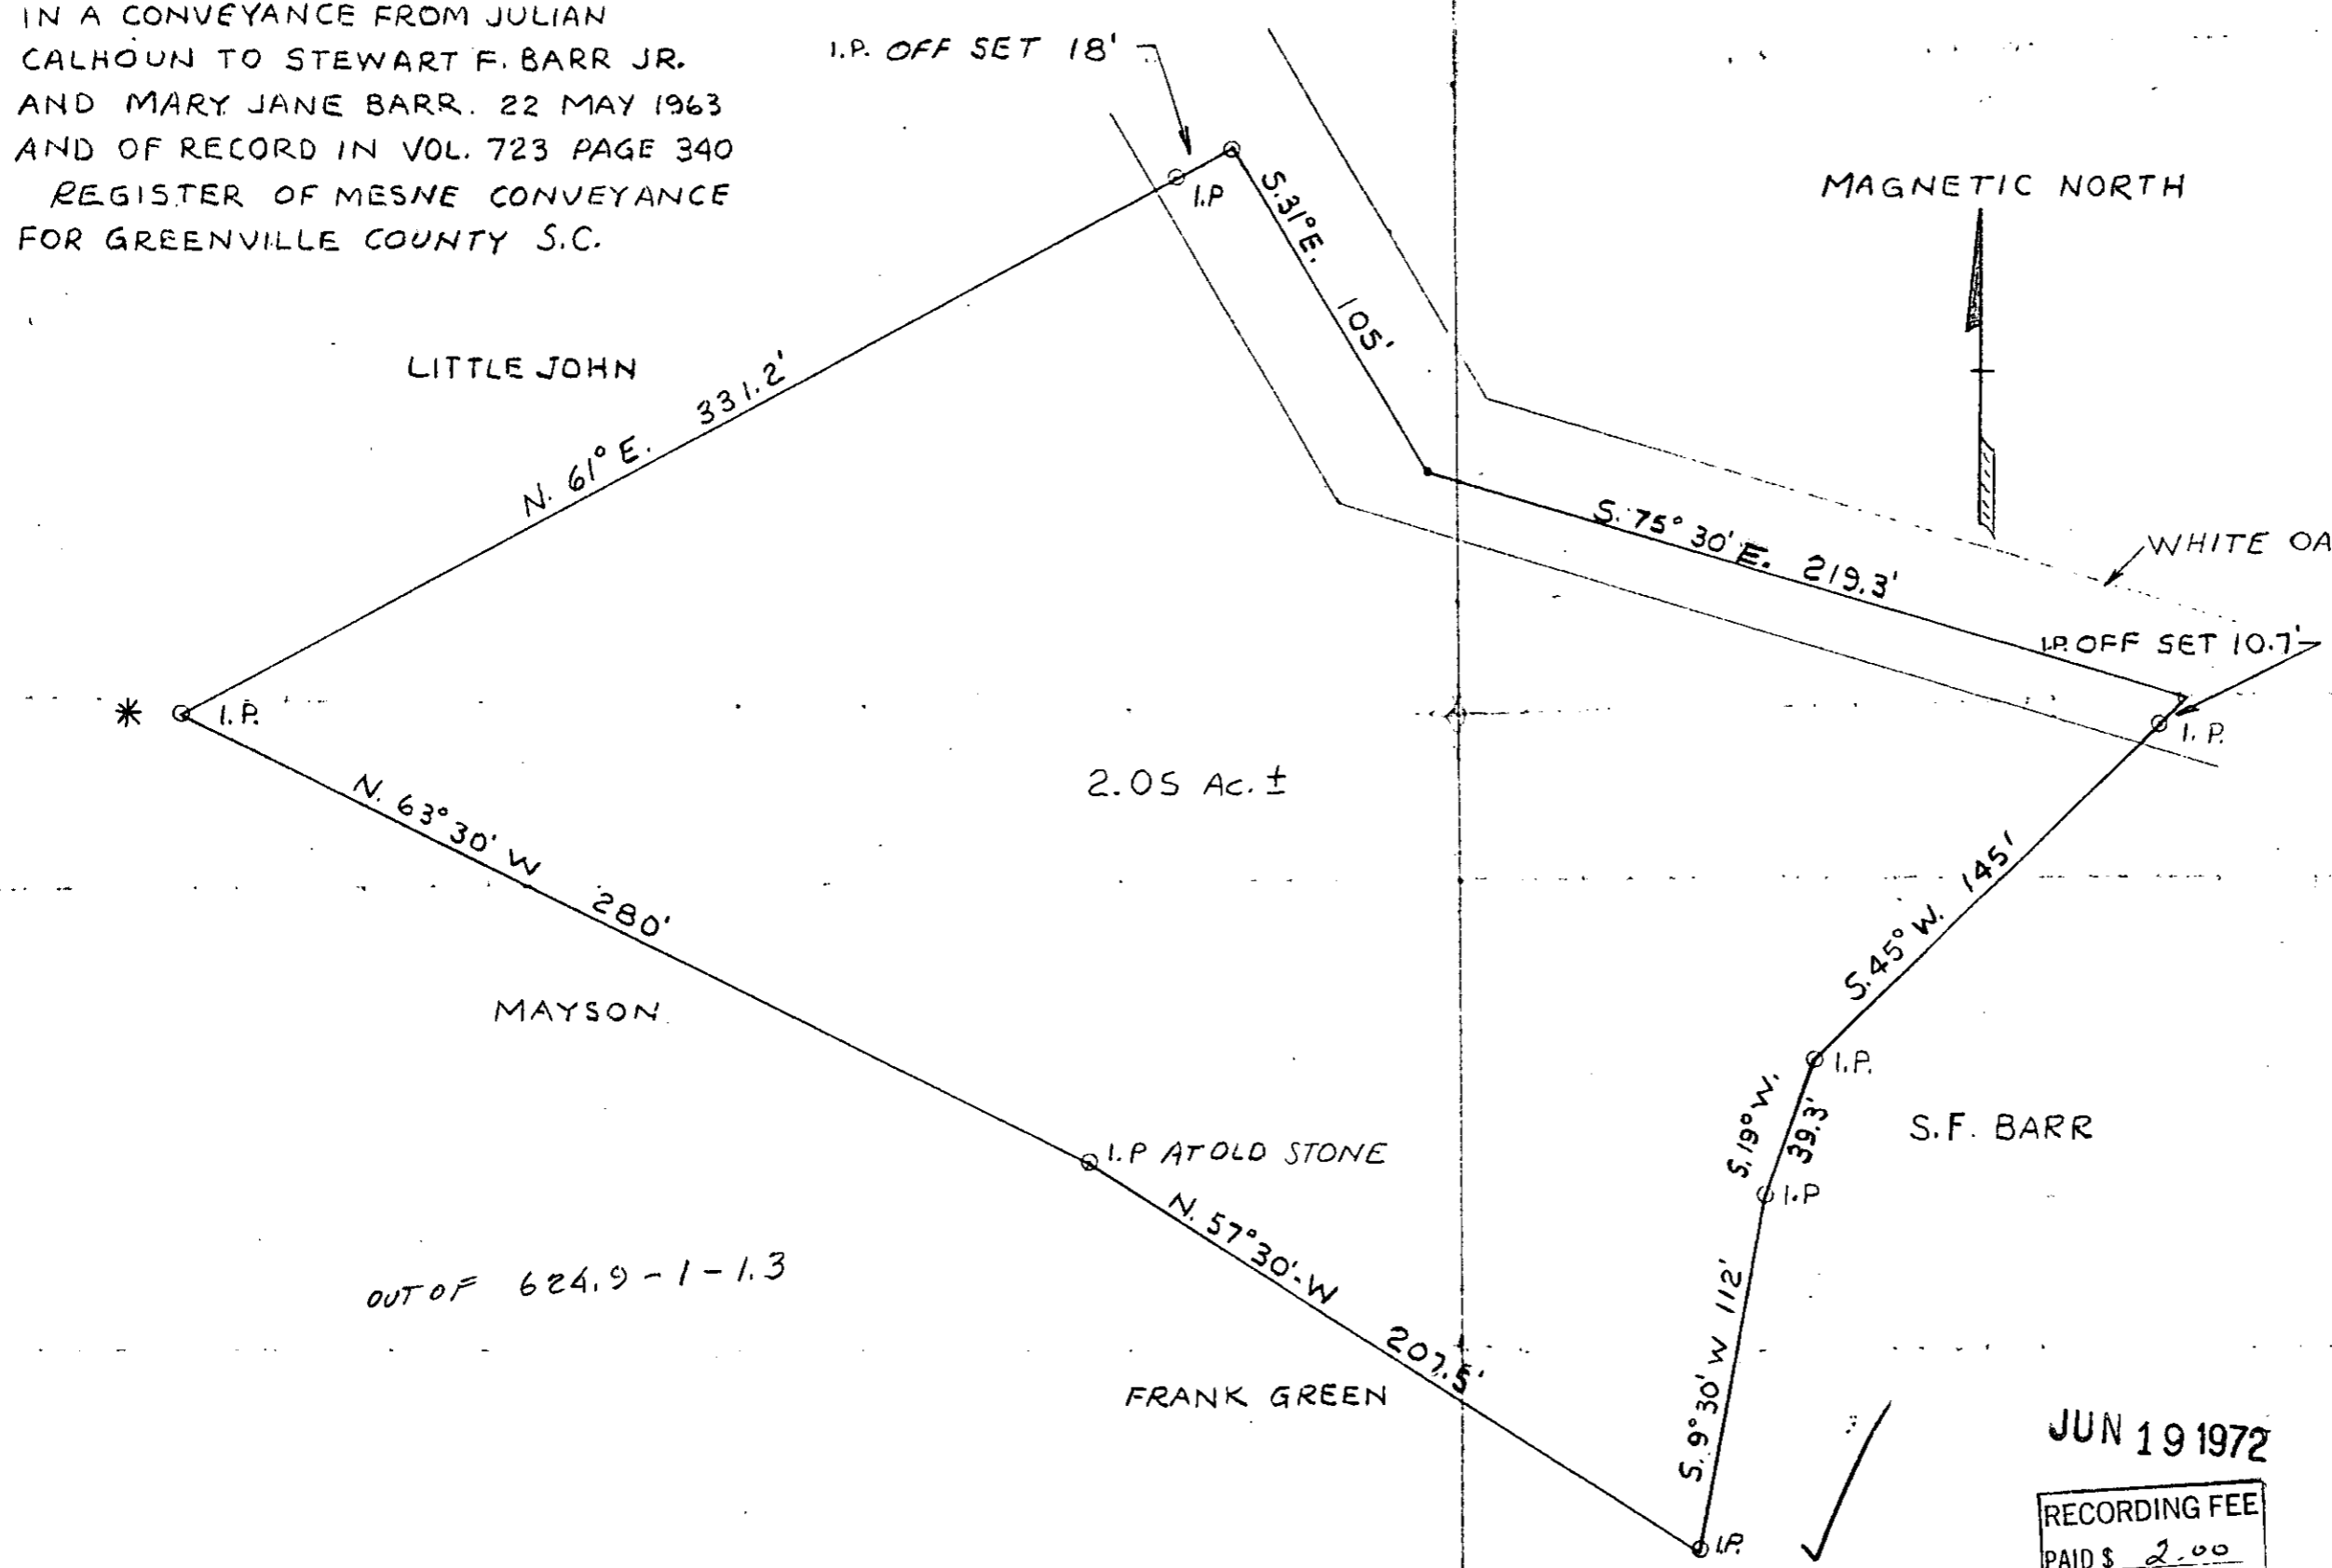 IN A CONVEYANCE FROM JULIAN
CALHOUN TO STEWART F. BARR JR.
AND MARY JANE BARR. 22 MAY 1963
AND OF RECORD IN VOL. 723 PAGE 340
REGISTER OF MESNE CONVEYANCE
FOR GREENVILLE COUNTY S.C.
I.P. OFF SET 18'
I.P
S.31°E. 105'
MAGNETIC NORTH
LITTLE JOHN
N. 61° E. 331.2'
S. 75° 30' E. 219.3'
WHITE OA
I.P. OFF SET 10.7'
* I.P.
I. P.
2.05 AC. ±
N. 63° 30' W 280'
S. 45° W. 145'
MAYSON
I.P.
S. 19° W. 39.3'
S.F. BARR
I.P AT OLD STONE
I.P
N. 57° 30'-W 207.5'
OUT OF 624.9-1-1.3
S. 9° 30' W 112'
FRANK GREEN
I.P.
JUN 19 1972
RECORDING FEE
PAID $ 2.00